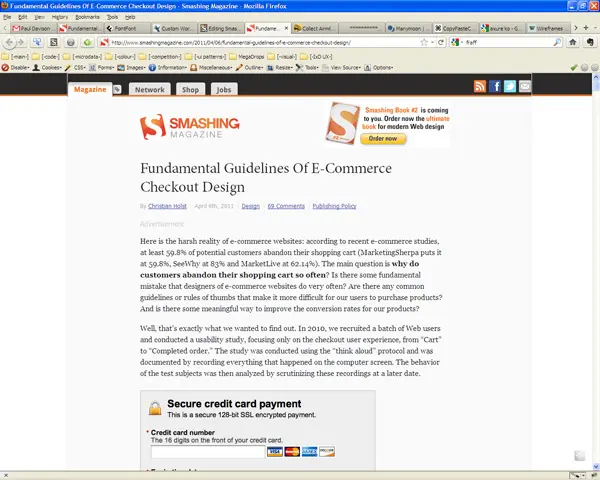 Fundamental Guidelines Of E-Commerce Checkout Design - Smashing Magazine - Mozilla Firefox
File Edit View History Bookmarks Tools Help
Paul Davison Fundamental FontFont Custom War Editing Smas Fundame Collect Airmil Manymoon CopyPasteC Wireframes
http://www.smashingmagazine.com/2011/04/06/fundamental-guidelines-of-e-commerce-checkout-design/
[-main-] [-code-] [-microdata-] [-colour-] [-competition-] [-ui patterns-] MegaDrops [-visual-] [-DxD UX-]
Disable Cookies CSS Forms Images Information Miscellaneous Outline Resize Tools View Source Options
Magazine Network Shop Jobs
SMASHING
MAGAZINE
Smashing Book #2 is coming
to you. Order now the ultimate
book for modern Web design
Order now
Fundamental Guidelines Of E-Commerce
Checkout Design
By Christian Holst April 6th, 2011 Design 69 Comments Publishing Policy
Advertisement
Here is the harsh reality of e-commerce websites: according to recent e-commerce studies,
at least 59.8% of potential customers abandon their shopping cart (MarketingSherpa puts it
at 59.8%, SeeWhy at 83% and MarketLive at 62.14%). The main question is why do
customers abandon their shopping cart so often? Is there some fundamental
mistake that designers of e-commerce websites do very often? Are there any common
guidelines or rules of thumbs that make it more difficult for our users to purchase products?
And is there some meaningful way to improve the conversion rates for our products?
Well, that's exactly what we wanted to find out. In 2010, we recruited a batch of Web users
and conducted a usability study, focusing only on the checkout user experience, from "Cart"
to "Completed order." The study was conducted using the "think aloud" protocol and was
documented by recording everything that happened on the computer screen. The behavior
of the test subjects was then analyzed by scrutinizing these recordings at a later date.
Secure credit card payment
This is a secure 128-bit SSL encrypted payment.
* Credit card number
The 16 digits on the front of your credit card.
VISA